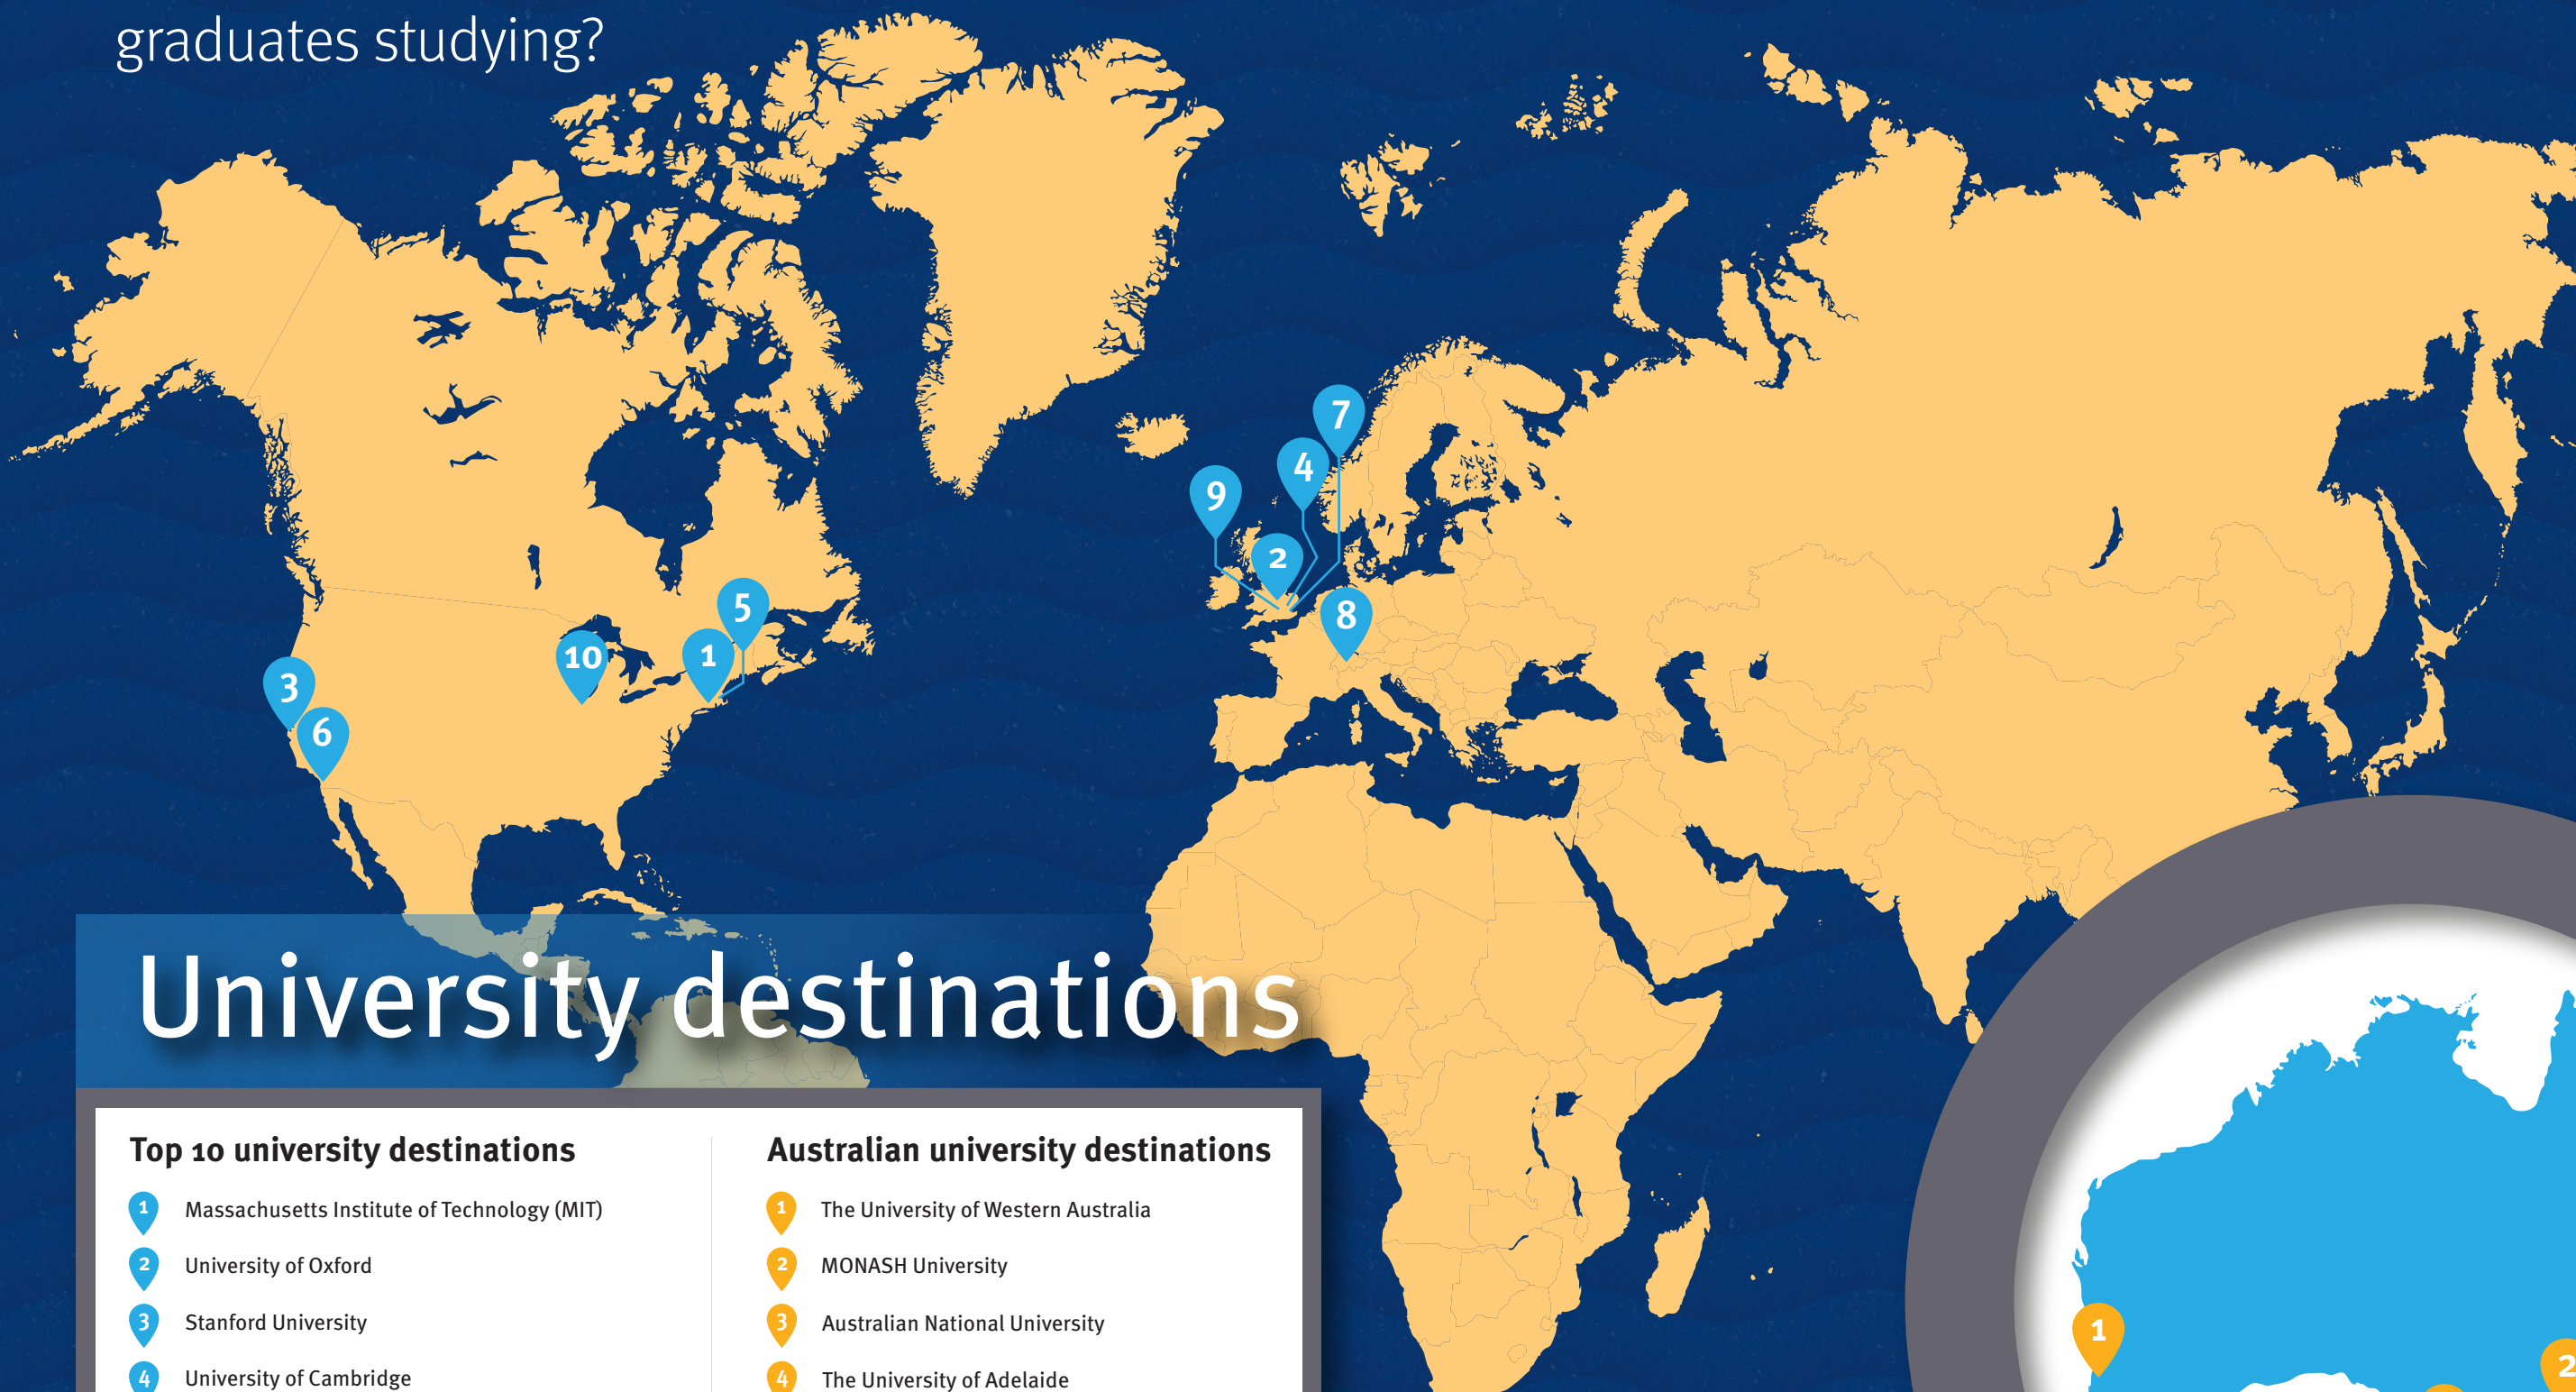 graduates studying?
7
4
9
2
8
5
1
10
3
6
University destinations
Top 10 university destinations
1 Massachusetts Institute of Technology (MIT)
2 University of Oxford
3 Stanford University
4 University of Cambridge
Australian university destinations
1 The University of Western Australia
2 MONASH University
3 Australian National University
4 The University of Adelaide
1
2